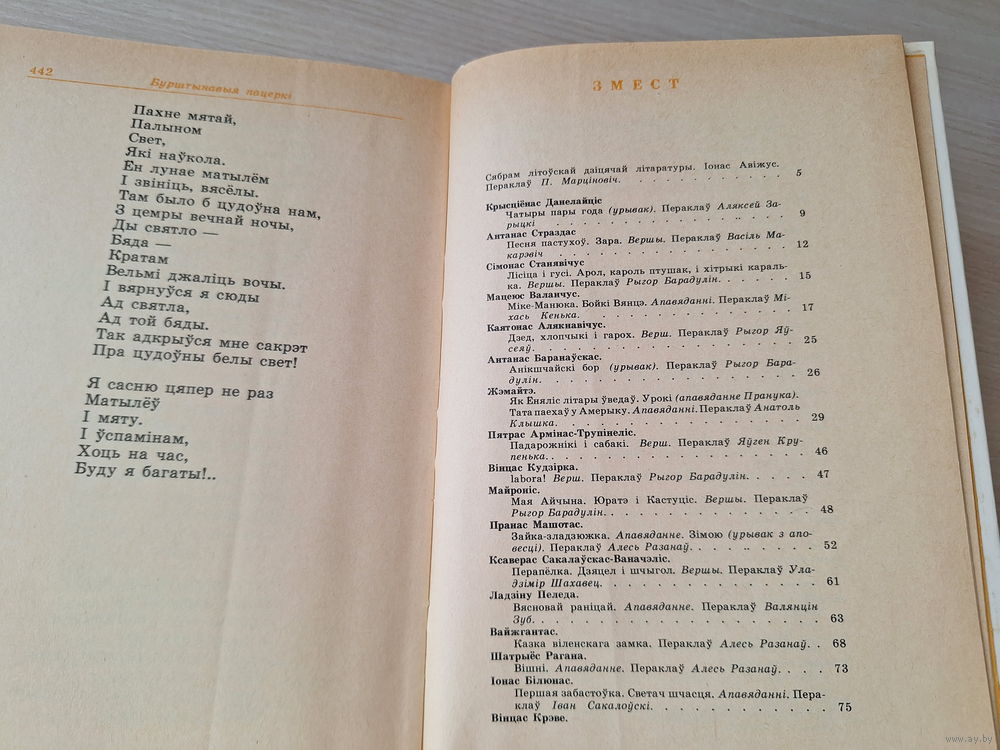 442
Бурштынавыя пацеркі
Пахне мятай,
Палыном
Свет,
Які наўкола.
Ён лунае матылём
І звініць, вясёлы.
Там было б цудоўна нам,
З цемры вечнай ночы,
Ды святло —
Бяда —
Кратам
Вельмі джаліць вочы.
І вярнуўся я сюды
Ад святла,
Ад той бяды.
Так адкрыўся мне сакрэт
Пра цудоўны белы свет!
Я сасню цяпер не раз
Матылёў
І мяту.
І ўспамінам,
Хоць на час,
Буду я багаты!..
ЗМЕСТ
Сябрам літоўскай дзіцячай літаратуры. Іонас Авіжус.
Пераклаў П. Марціновіч. . . . . . . . . . 5
Крысціёнас Данелайціс
Чатыры пары года (урывак). Пераклаў Аляксей За-
рыцкі . . . . . . . . . . 9
Антанас Страздас
Песня пастухоў. Зара. Вершы. Пераклаў Васіль Ма-
карэвіч . . . . . . . . . . 12
Сімонас Станявічус
Лісіца і гусі. Арол, кароль птушак, і хітрыкі караль-
ка. Вершы. Пераклаў Рыгор Барадулін. . . . . . 15
Мацеюс Валанчус.
Міке-Манюка. Бойкі Вянцэ. Апавяданні. Пераклаў Мі-
хась Кенька. . . . . . . . . . 17
Каятонас Алякнавічус.
Дзед, хлопчыкі і гарох. Верш. Пераклаў Рыгор Яў-
сеяў. . . . . . . . . . 25
Антанас Баранаўскас.
Анікшчайскі бор (урывак). Пераклаў Рыгор Бара-
дулін. . . . . . . . . . 26
Жэмайтэ.
Як Ёняліс літары ўведаў. Урокі (апавяданне Пранука).
Тата паехаў у Амерыку. Апавяданні. Пераклаў Анатоль
Клышка. . . . . . . . . . 29
Пятрас Армінас-Трупінеліс.
Падарожнікі і сабакі. Верш. Пераклаў Яўген Кру-
пенька. . . . . . . . . . 46
Вінцас Кудзірка.
labora! Верш. Пераклаў Рыгор Барадулін. . . . . 47
Майроніс.
Мая Айчына. Юратэ і Кастуціс. Вершы. Пераклаў
Рыгор Барадулін. . . . . . . . . . 48
Пранас Машотас.
Зайка-зладзюжка. Апавяданне. Зімою (урывак з апо-
весці). Пераклаў Алесь Разанаў. . . . . . . 52
Ксаверас Сакалаўскас-Ваначэліс.
Перапёлка. Дзяцел і шчыгол. Вершы. Пераклаў Ула-
дзімір Шахавец. . . . . . . . . . 61
Ладзіну Пеледа.
Вясновай раніцай. Апавяданне. Пераклаў Валянцін
Зуб. . . . . . . . . . 63
Вайжгантас.
Казка віленскага замка. Пераклаў Алесь Разанаў. . 68
Шатрыёс Рагана.
Вішні. Апавяданне. Пераклаў Алесь Разанаў. . . . 73
Іонас Білюнас.
Першая забастоўка. Светач шчасця. Апавяданні. Пера-
клаў Іван Сакалоўскі. . . . . . . . . . 75
Вінцас Крэве.
www.ay.by